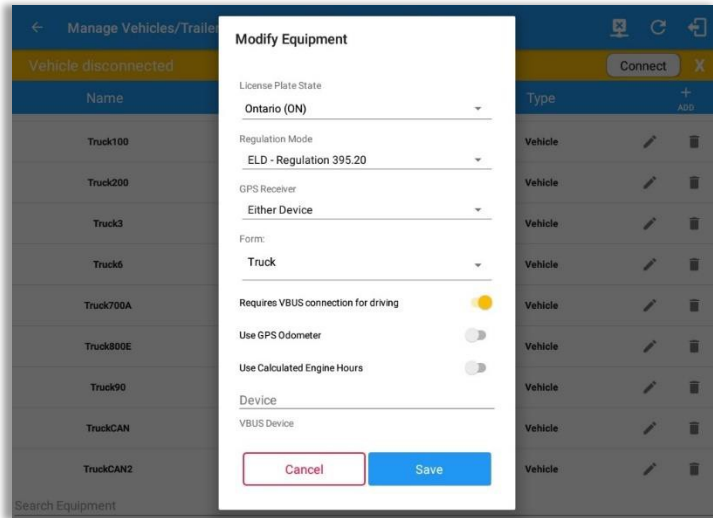 Manage Vehicles/Trailer
Vehicle disconnected
Connect X
Name Type +
ADD
Truck100 Vehicle
Truck200 Vehicle
Truck3 Vehicle
Truck6 Vehicle
Truck700A Vehicle
Truck800E Vehicle
Truck90 Vehicle
TruckCAN Vehicle
TruckCAN2 Vehicle
Search Equipment
Modify Equipment
License Plate State
Ontario (ON)
Regulation Mode
ELD - Regulation 395.20
GPS Receiver
Either Device
Form:
Truck
Requires VBUS connection for driving
Use GPS Odometer
Use Calculated Engine Hours
Device
VBUS Device
Cancel Save